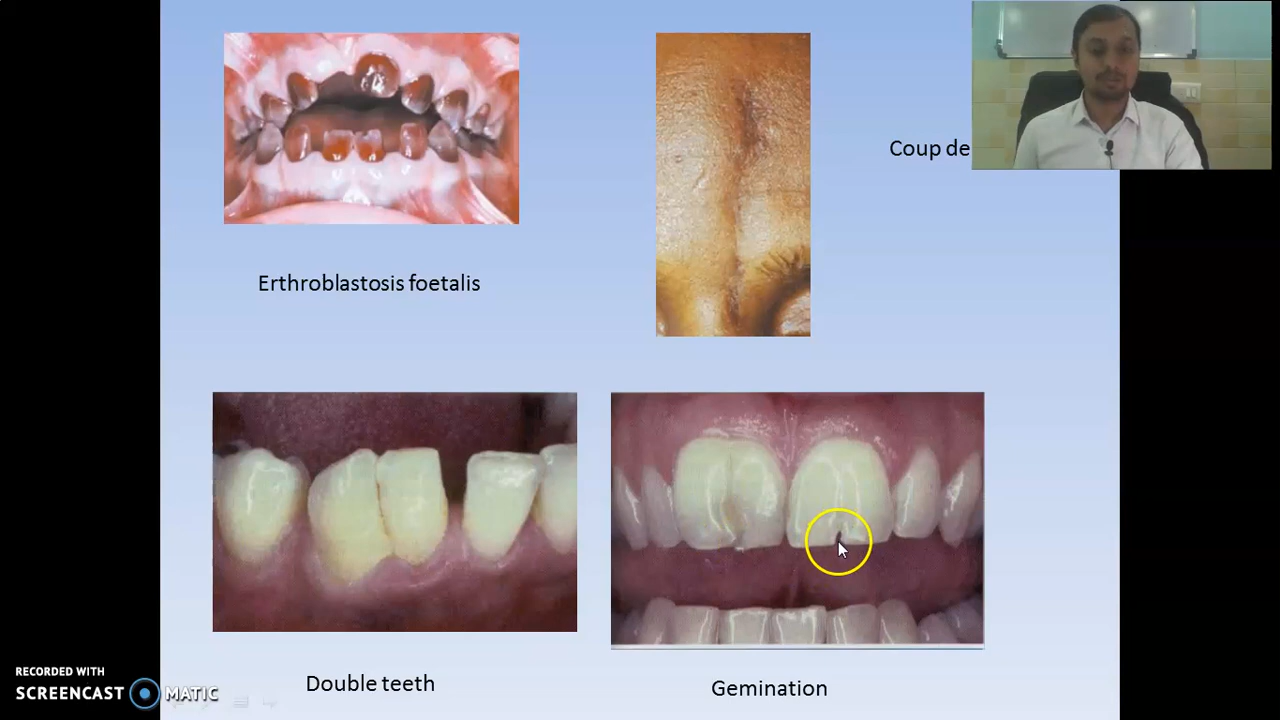 Coup de
Erthroblastosis foetalis
Double teeth
Gemination
RECORDED WITH
SCREENCAST MATIC